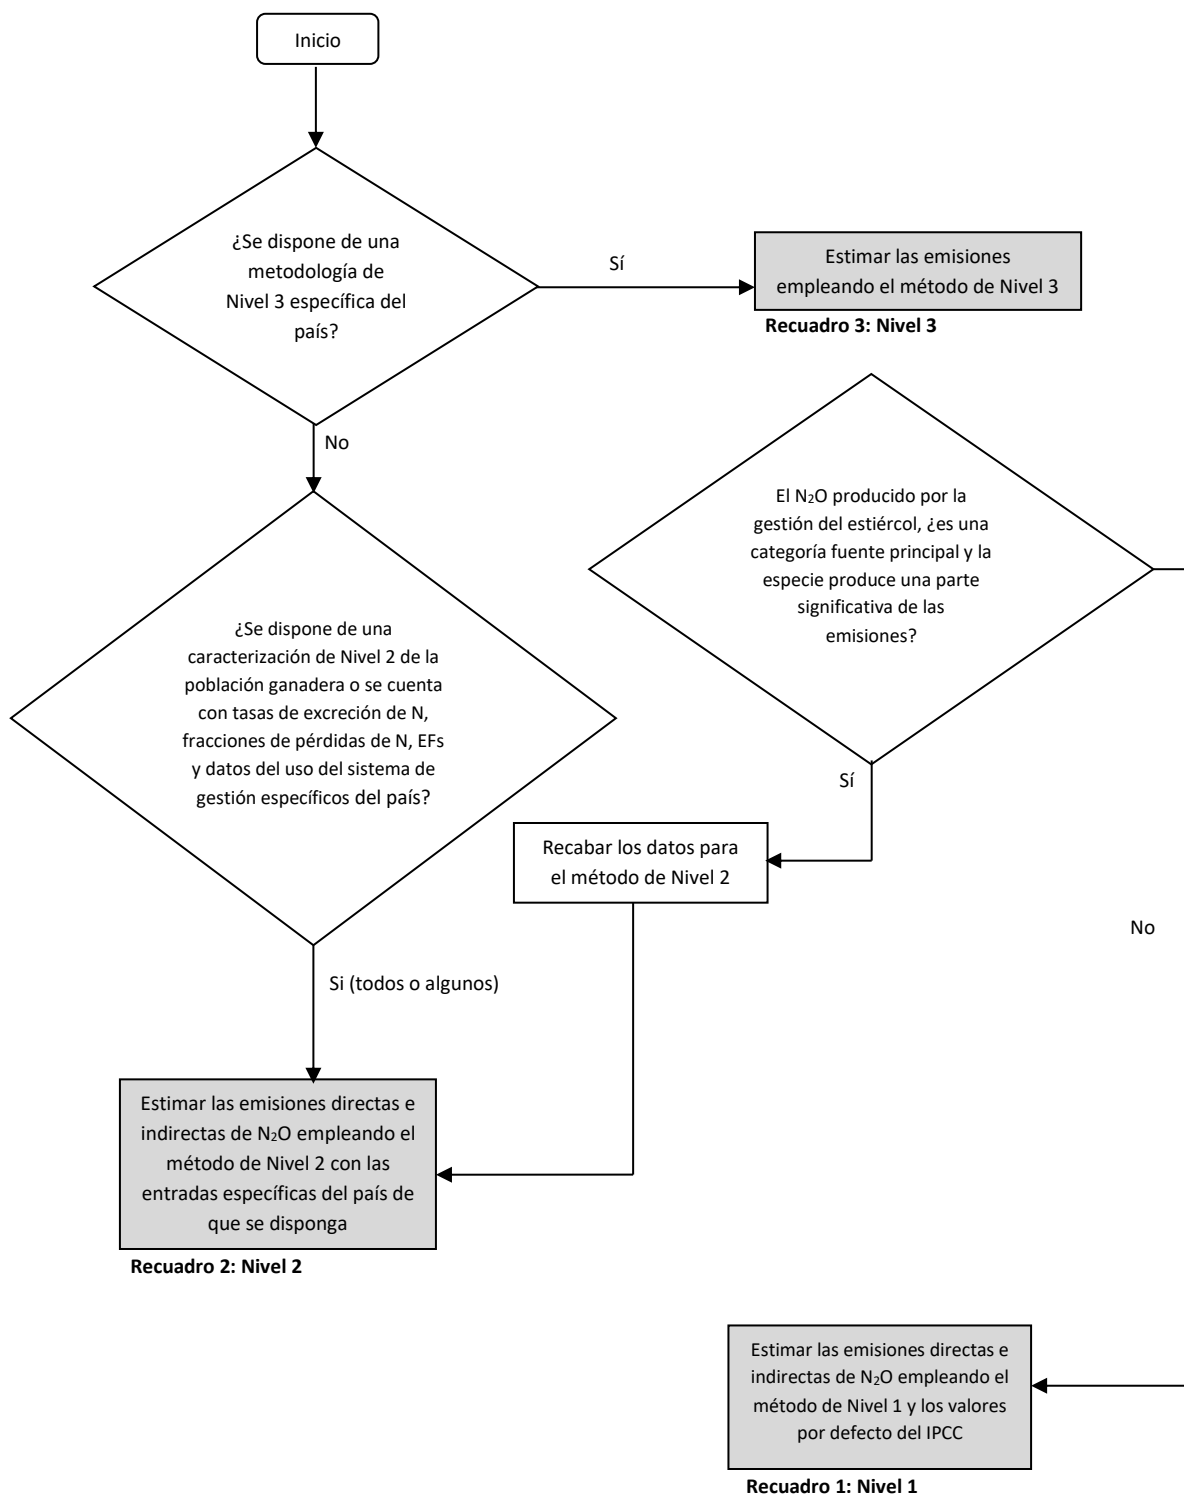 Inicio
¿Se dispone de una
metodología de
Nivel 3 específica del
país?
Sí
Estimar las emisiones
empleando el método de Nivel 3
Recuadro 3: Nivel 3
No
El N₂O producido por la
gestión del estiércol, ¿es una
categoría fuente principal y la
especie produce una parte
significativa de las
emisiones?
¿Se dispone de una
caracterización de Nivel 2 de la
población ganadera o se cuenta
con tasas de excreción de N,
fracciones de pérdidas de N, EFs
y datos del uso del sistema de
gestión específicos del país?
Sí
Recabar los datos para
el método de Nivel 2
No
Si (todos o algunos)
Estimar las emisiones directas e
indirectas de N₂O empleando el
método de Nivel 2 con las
entradas específicas del país de
que se disponga
Recuadro 2: Nivel 2
Estimar las emisiones directas e
indirectas de N₂O empleando el
método de Nivel 1 y los valores
por defecto del IPCC
Recuadro 1: Nivel 1